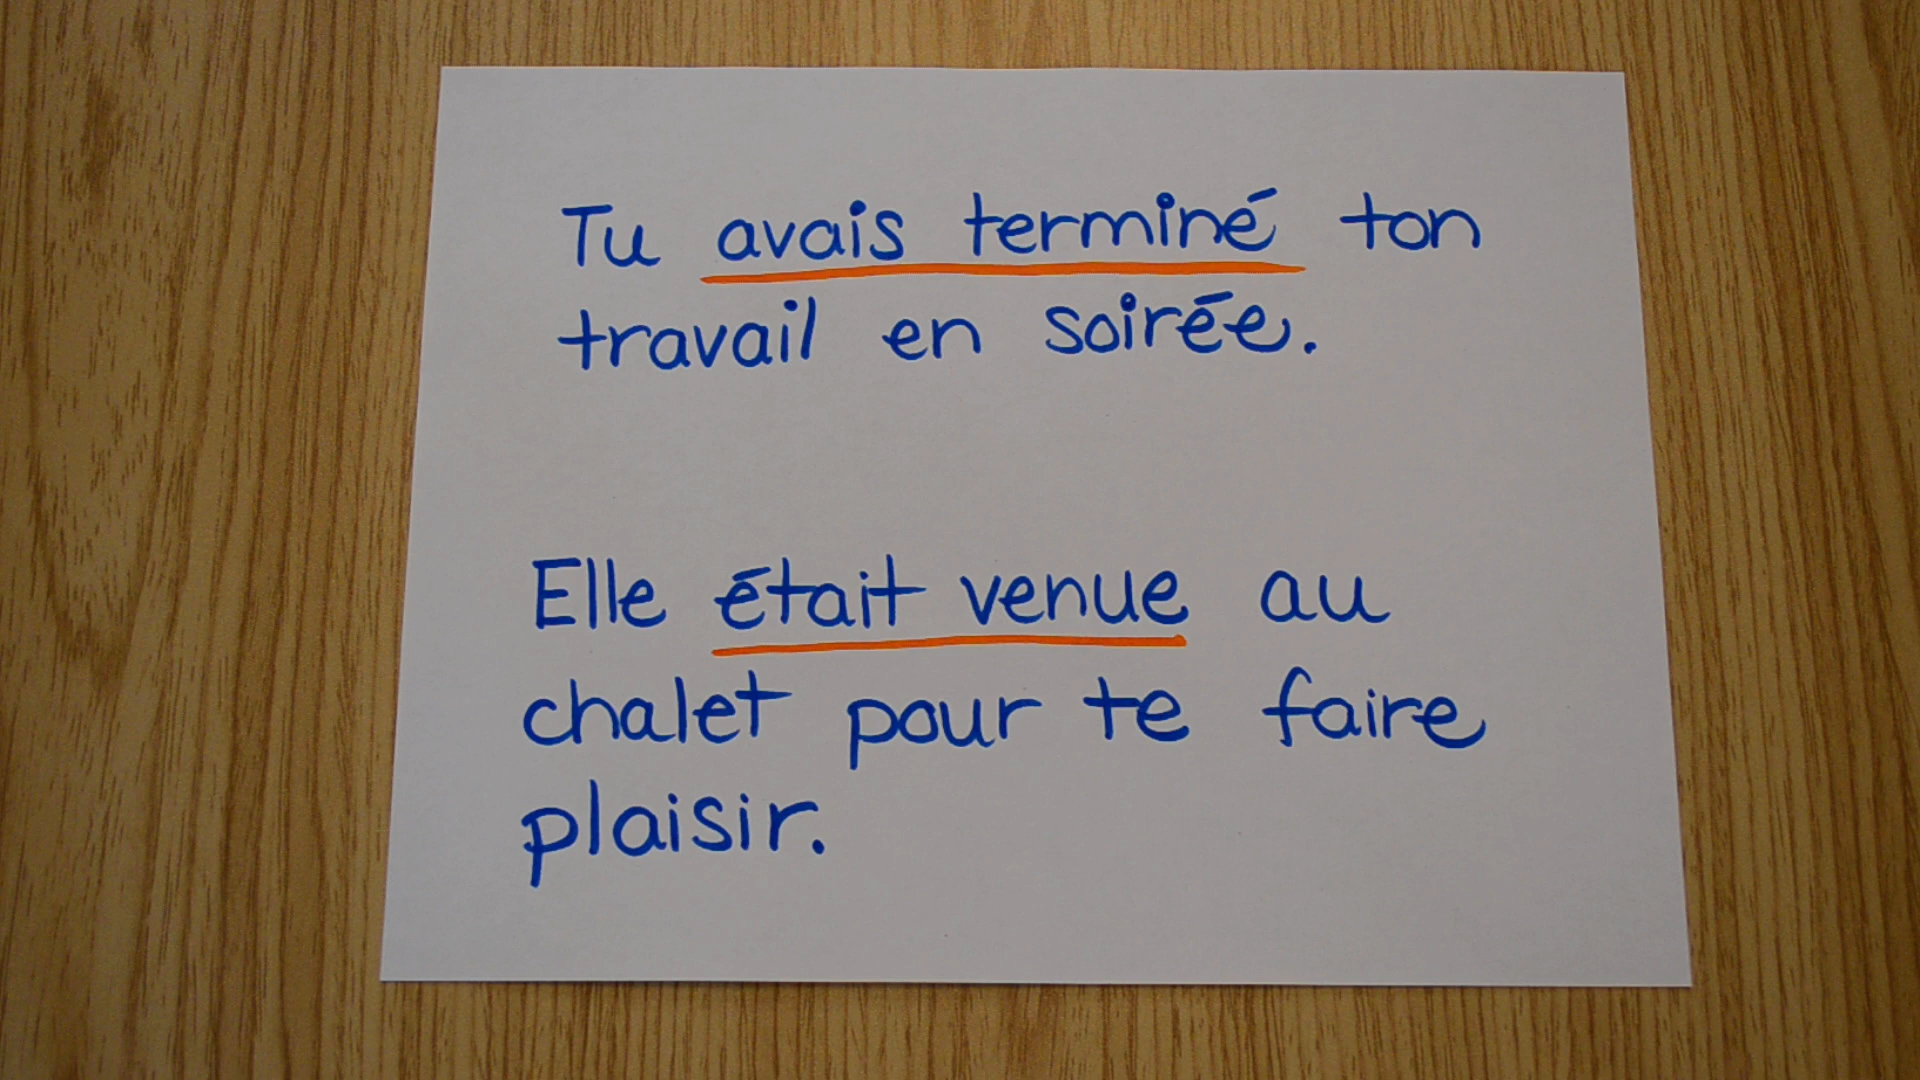 Tu avais terminé ton
travail en soirée.
Elle était venue au
chalet pour te faire
plaisir.